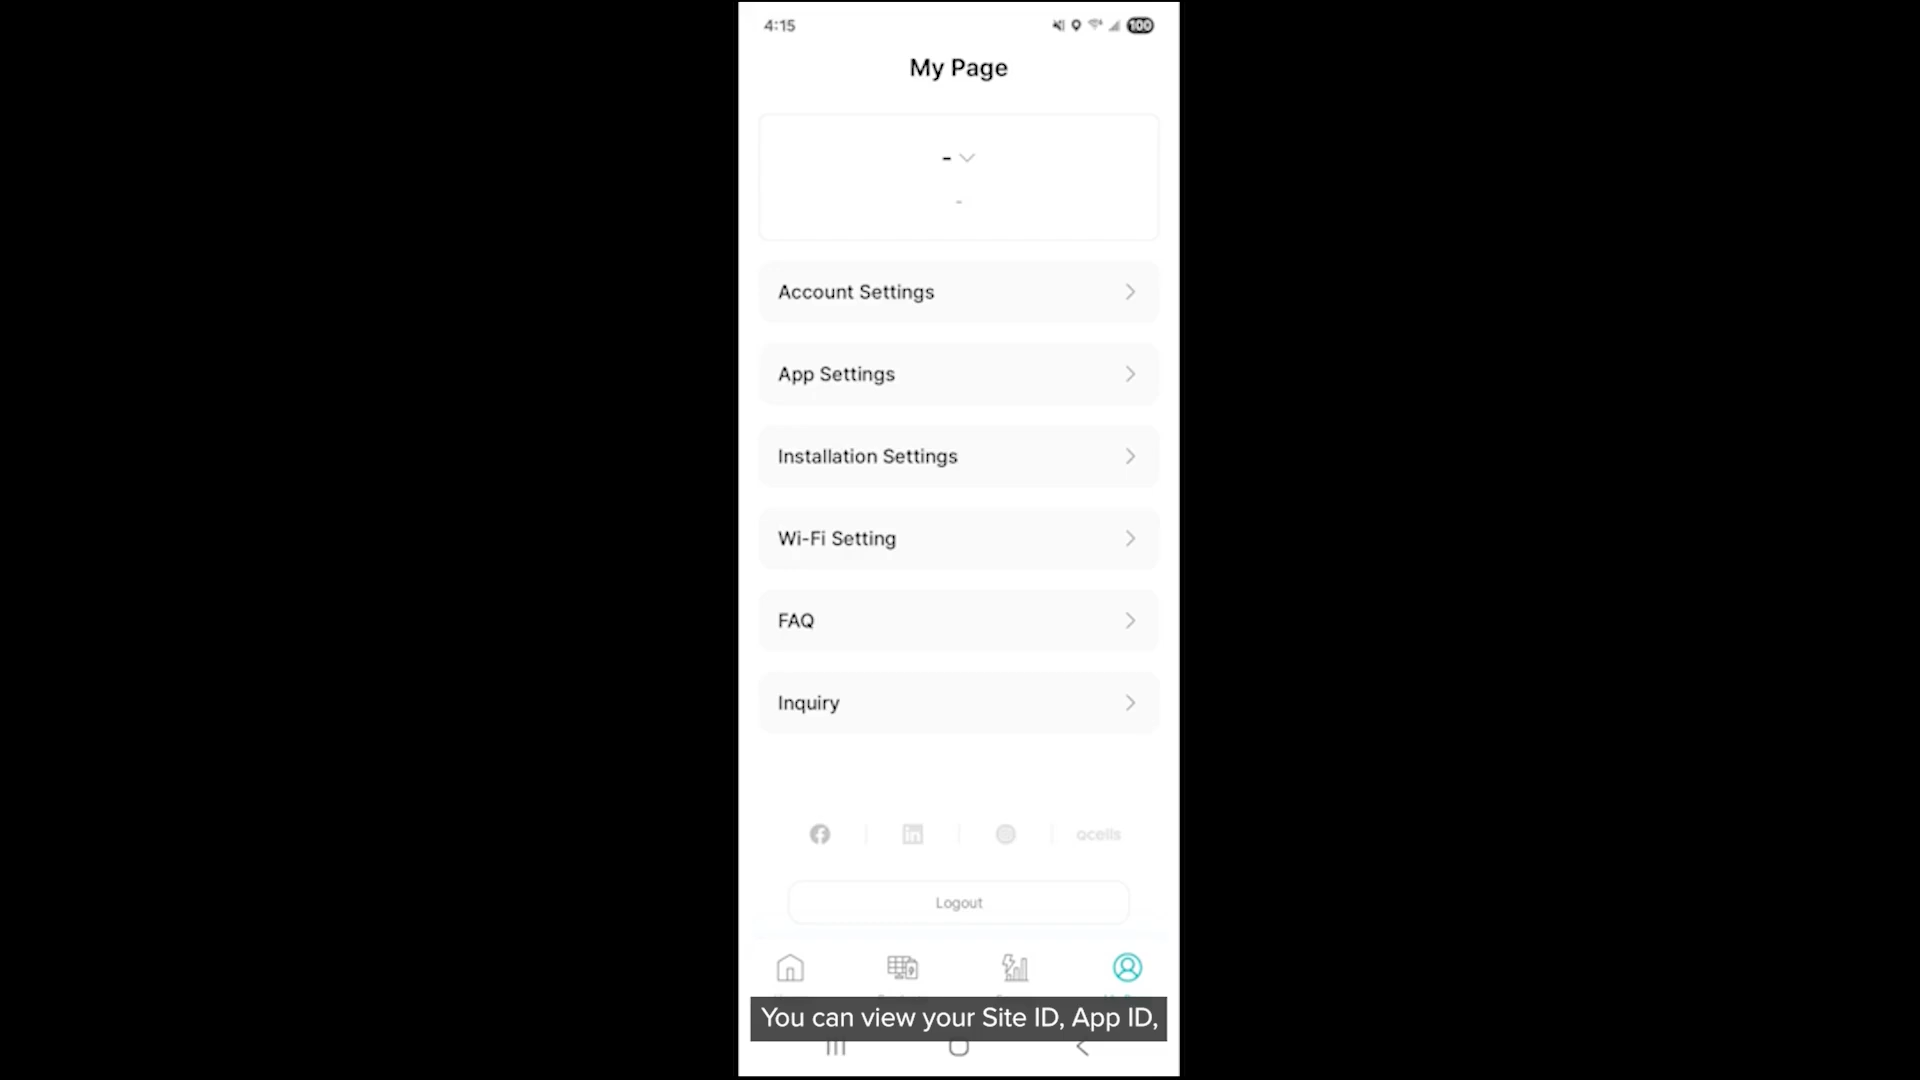 4:15
100
My Page
-
-
Account Settings
App Settings
Installation Settings
Wi-Fi Setting
FAQ
Inquiry
qcells
Logout
You can view your Site ID, App ID,